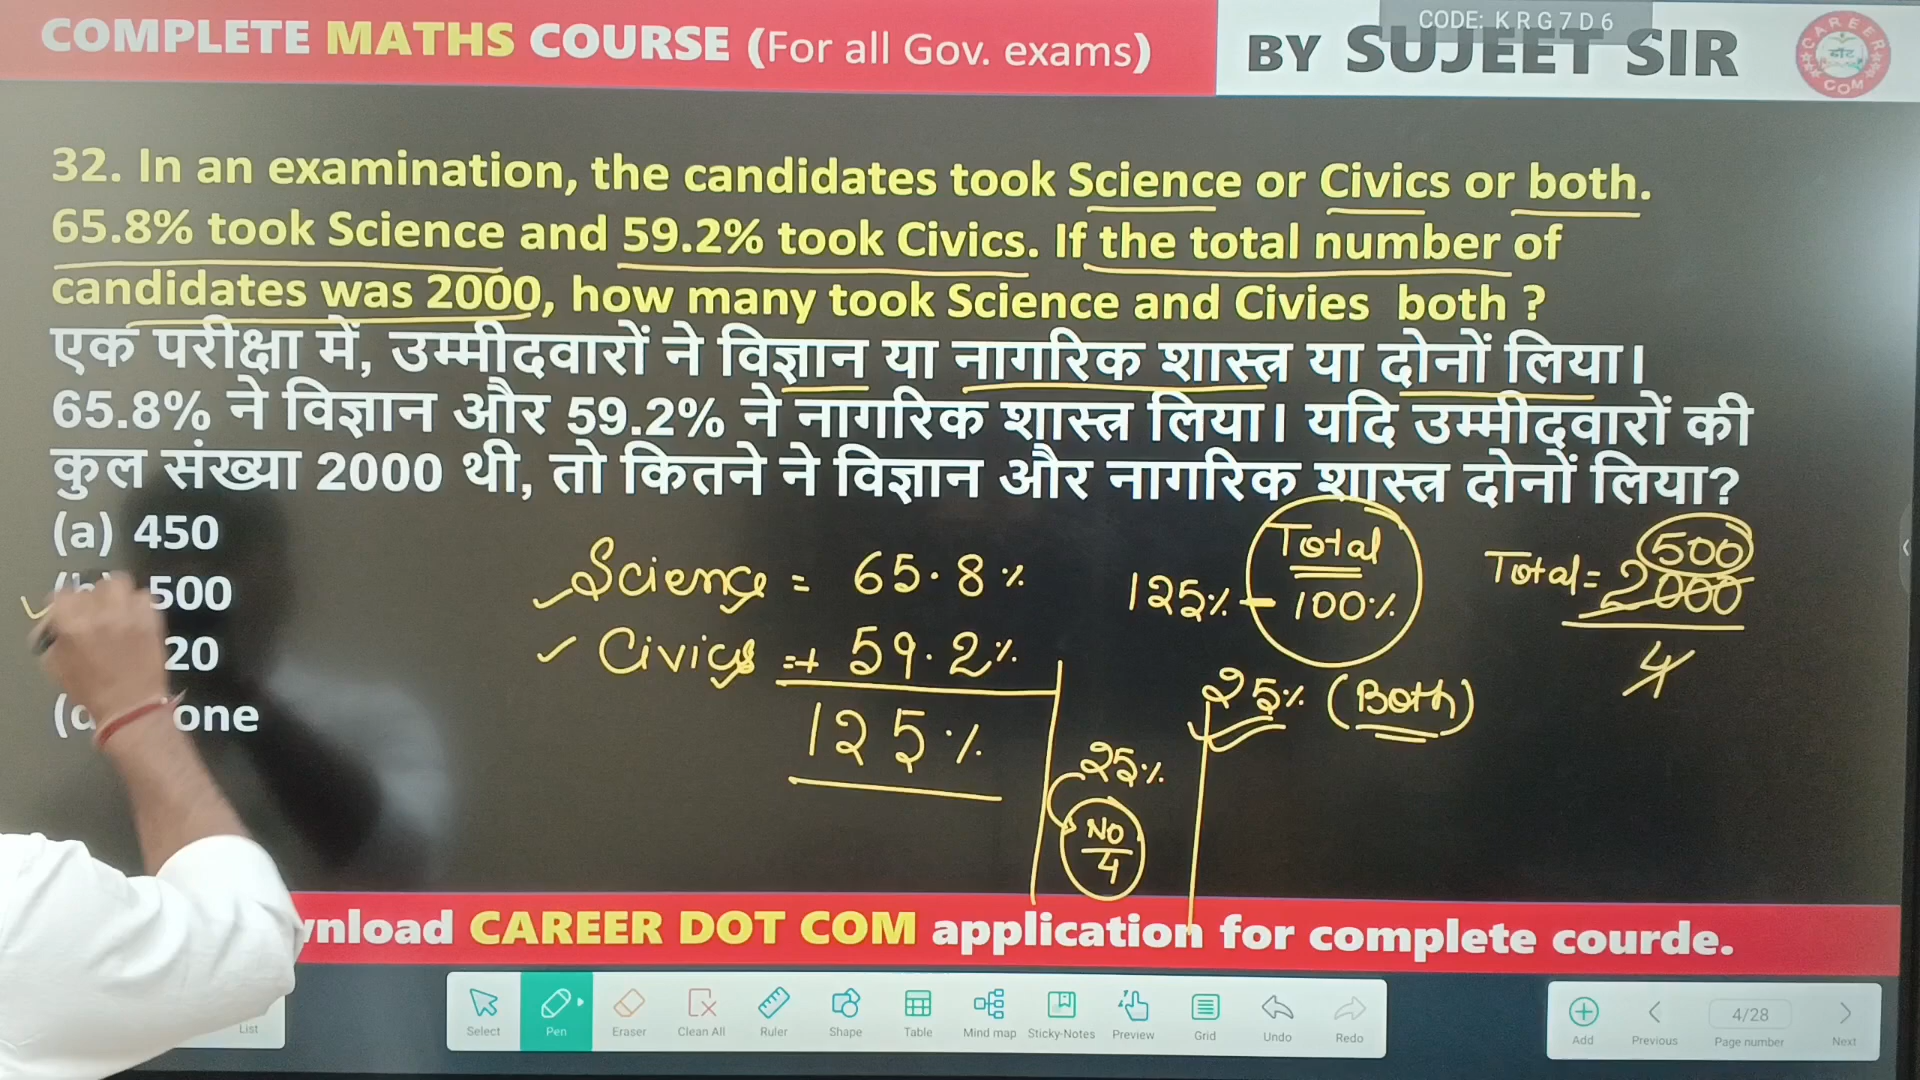 COMPLETE MATHS COURSE (For all Gov. exams)
BY SUJEET SIR
CODE: KRG7D6
CAREER डॉट COM
32. In an examination, the candidates took Science or Civics or both.
65.8% took Science and 59.2% took Civics. If the total number of
candidates was 2000, how many took Science and Civies both ?
एक परीक्षा में, उम्मीदवारों ने विज्ञान या नागरिक शास्त्र या दोनों लिया।
65.8% ने विज्ञान और 59.2% ने नागरिक शास्त्र लिया। यदि उम्मीदवारों की
कुल संख्या 2000 थी, तो कितने ने विज्ञान और नागरिक शास्त्र दोनों लिया?
(a) 450
500
20
one
Science = 65.8%
Civics = + 59.2%
125%
25%
No
4
Total
125% - 100%
25% (Both)
500
Total = 2000
4
wnload CAREER DOT COM application for complete courde.
List
Select
Pen
Eraser
Clean All
Ruler
Shape
Table
Mind map
Sticky-Notes
Preview
Grid
Undo
Redo
Add
Previous
4/28
Page number
Next